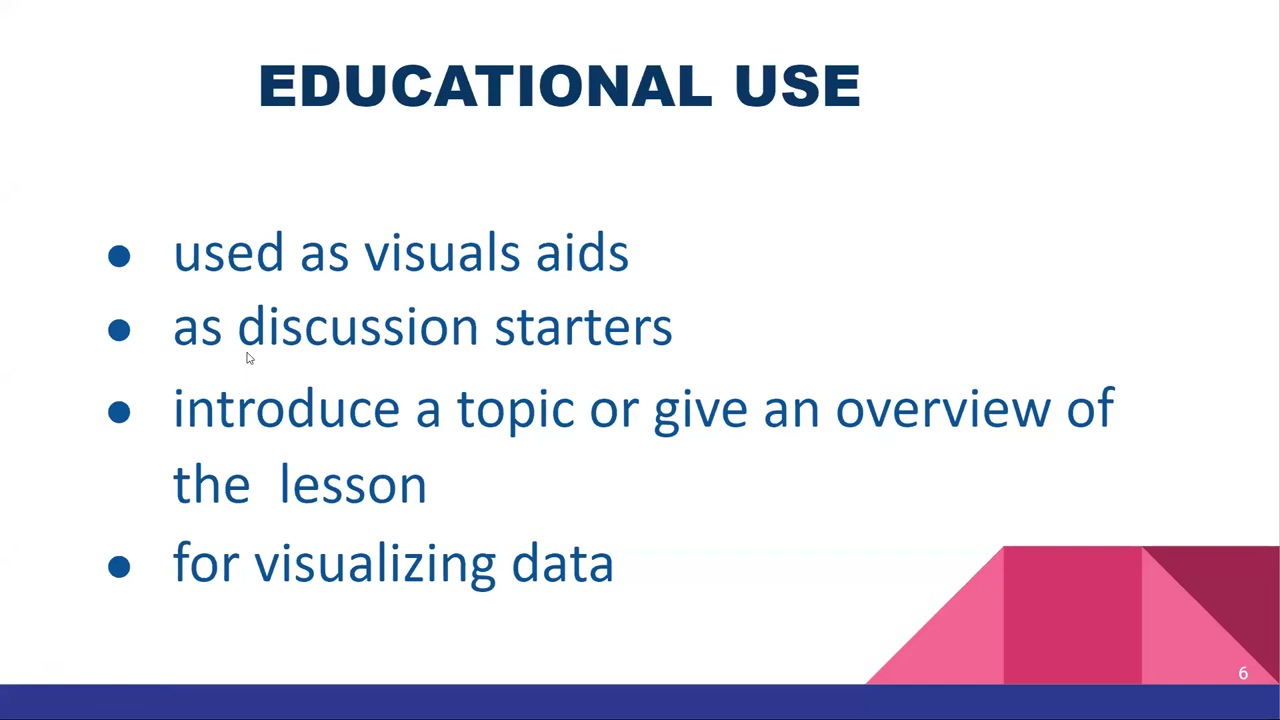 EDUCATIONAL USE
● used as visuals aids
● as discussion starters
● introduce a topic or give an overview of
the lesson
● for visualizing data
6